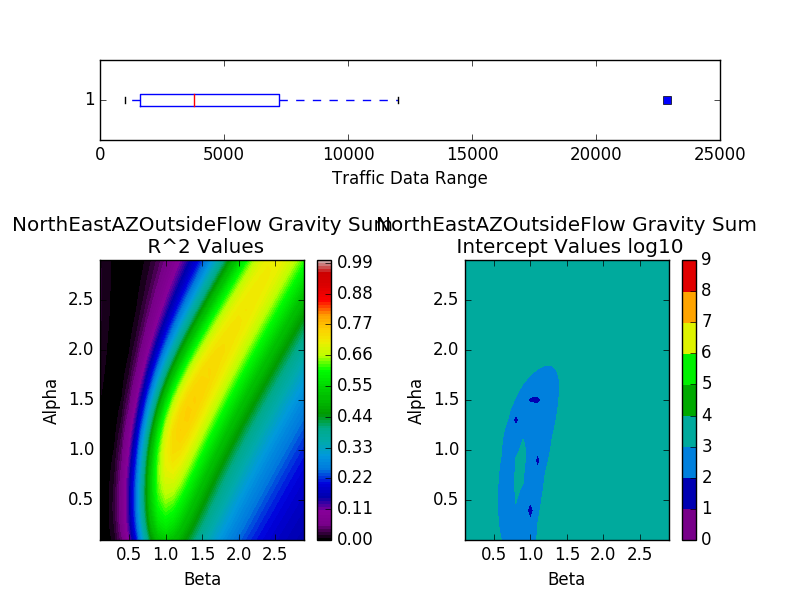 1
0 5000 10000 15000 20000 25000
Traffic Data Range
NorthEastAZOutsideFlow Gravity Sum
R^2 Values
NorthEastAZOutsideFlow Gravity Sum
Intercept Values log10
Alpha
2.5
2.0
1.5
1.0
0.5
0.5 1.0 1.5 2.0 2.5
Beta
0.99
0.88
0.77
0.66
0.55
0.44
0.33
0.22
0.11
0.00
Alpha
2.5
2.0
1.5
1.0
0.5
0.5 1.0 1.5 2.0 2.5
Beta
9
8
7
6
5
4
3
2
1
0